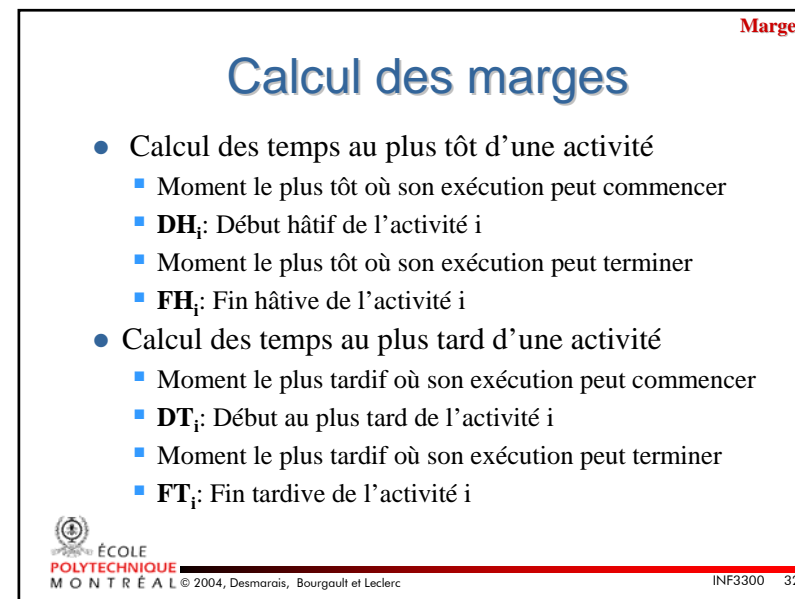 Marge
Calcul des marges
Calcul des temps au plus tôt d'une activité
Moment le plus tôt où son exécution peut commencer
DHi: Début hâtif de l'activité i
Moment le plus tôt où son exécution peut terminer
FHi: Fin hâtive de l'activité i
Calcul des temps au plus tard d'une activité
Moment le plus tardif où son exécution peut commencer
DTi: Début au plus tard de l'activité i
Moment le plus tardif où son exécution peut terminer
FTi: Fin tardive de l'activité i
ÉCOLE
POLYTECHNIQUE
MONTRÉAL © 2004, Desmarais, Bourgault et Leclerc INF3300 32